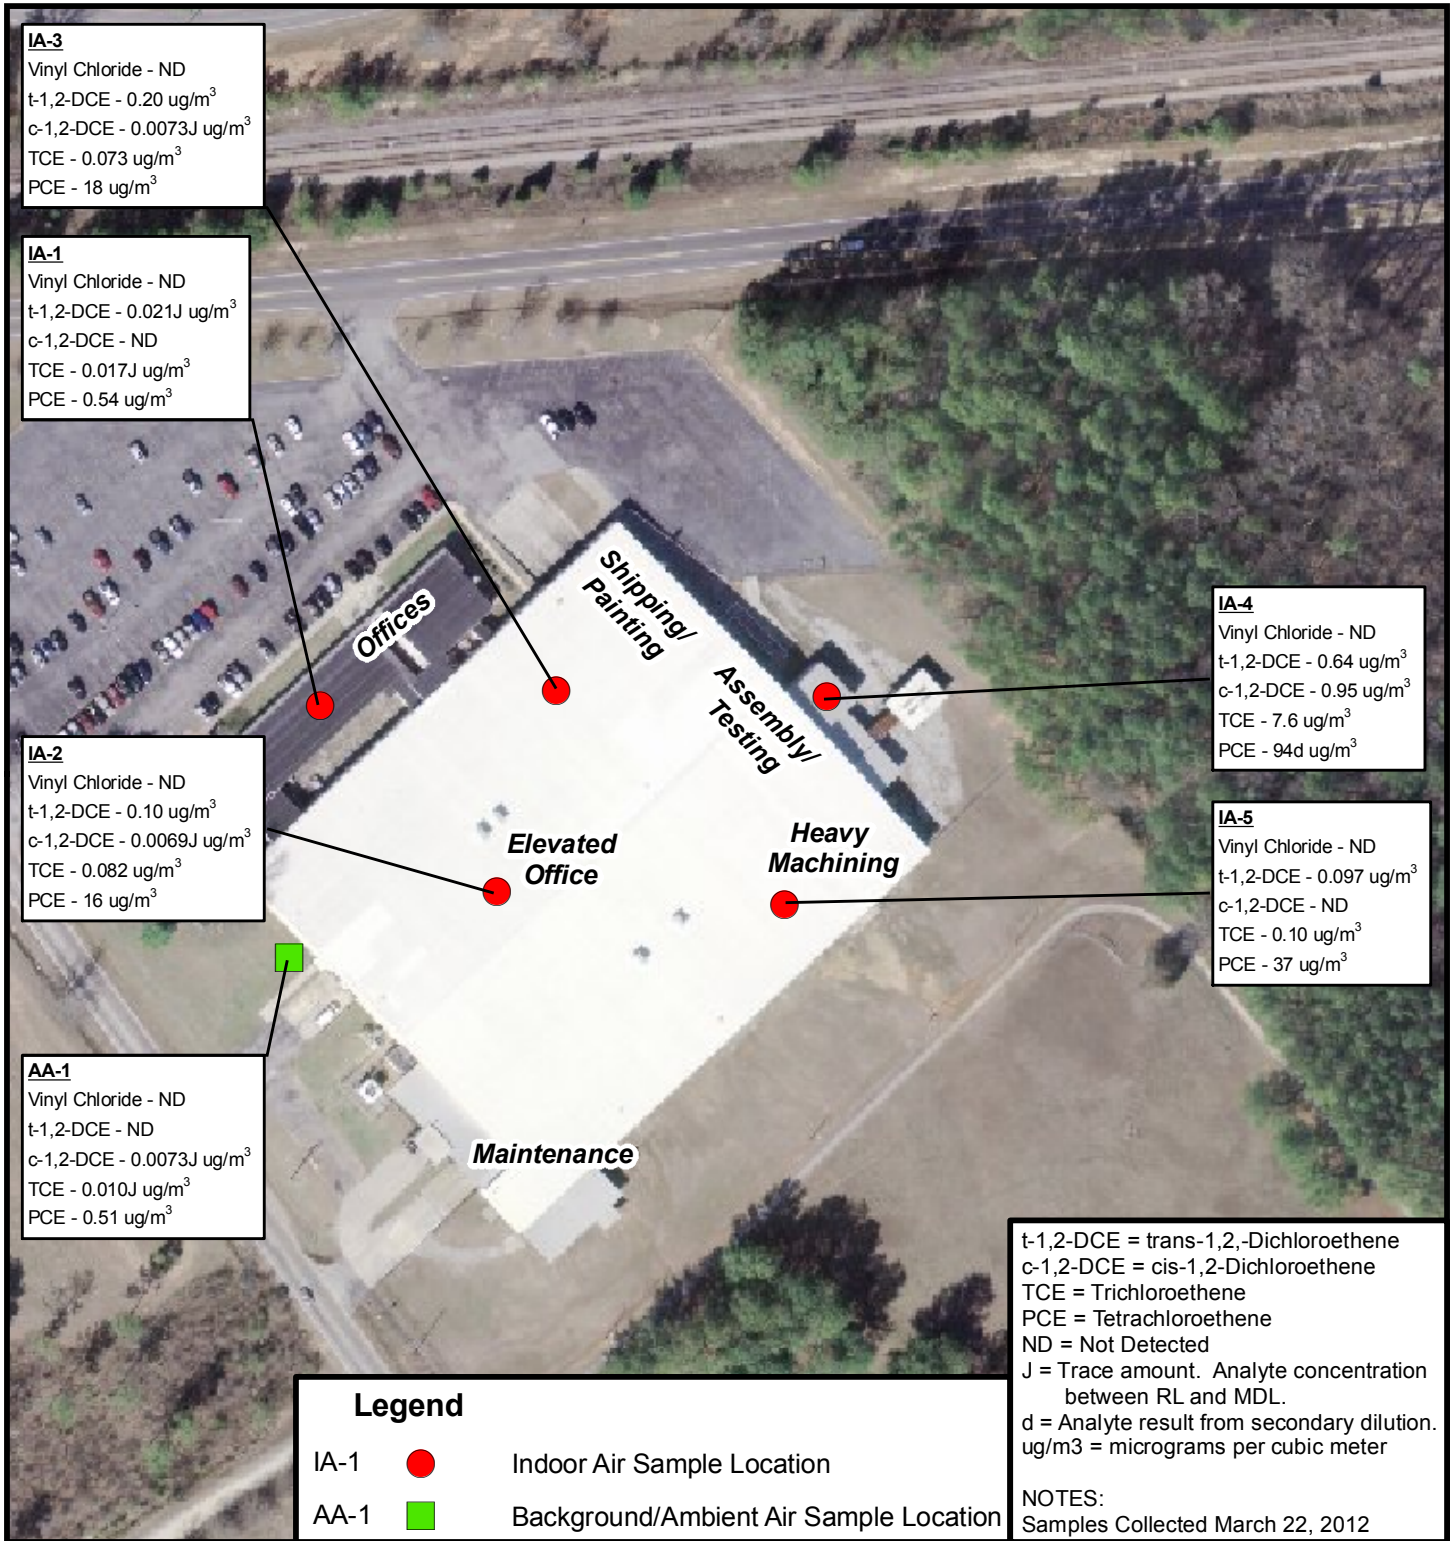 IA-3
Vinyl Chloride - ND
t-1,2-DCE - 0.20 ug/m³
c-1,2-DCE - 0.0073J ug/m³
TCE - 0.073 ug/m³
PCE - 18 ug/m³
IA-1
Vinyl Chloride - ND
t-1,2-DCE - 0.021J ug/m³
c-1,2-DCE - ND
TCE - 0.017J ug/m³
PCE - 0.54 ug/m³
Offices
Shipping/
Painting
Assembly/
Testing
IA-4
Vinyl Chloride - ND
t-1,2-DCE - 0.64 ug/m³
c-1,2-DCE - 0.95 ug/m³
TCE - 7.6 ug/m³
PCE - 94d ug/m³
IA-2
Vinyl Chloride - ND
t-1,2-DCE - 0.10 ug/m³
c-1,2-DCE - 0.0069J ug/m³
TCE - 0.082 ug/m³
PCE - 16 ug/m³
Elevated
Office
Heavy
Machining
IA-5
Vinyl Chloride - ND
t-1,2-DCE - 0.097 ug/m³
c-1,2-DCE - ND
TCE - 0.10 ug/m³
PCE - 37 ug/m³
AA-1
Vinyl Chloride - ND
t-1,2-DCE - ND
c-1,2-DCE - 0.0073J ug/m³
TCE - 0.010J ug/m³
PCE - 0.51 ug/m³
Maintenance
Legend
IA-1 Indoor Air Sample Location
AA-1 Background/Ambient Air Sample Location
t-1,2-DCE = trans-1,2,-Dichloroethene
c-1,2-DCE = cis-1,2-Dichloroethene
TCE = Trichloroethene
PCE = Tetrachloroethene
ND = Not Detected
J = Trace amount. Analyte concentration
between RL and MDL.
d = Analyte result from secondary dilution.
ug/m3 = micrograms per cubic meter
NOTES:
Samples Collected March 22, 2012